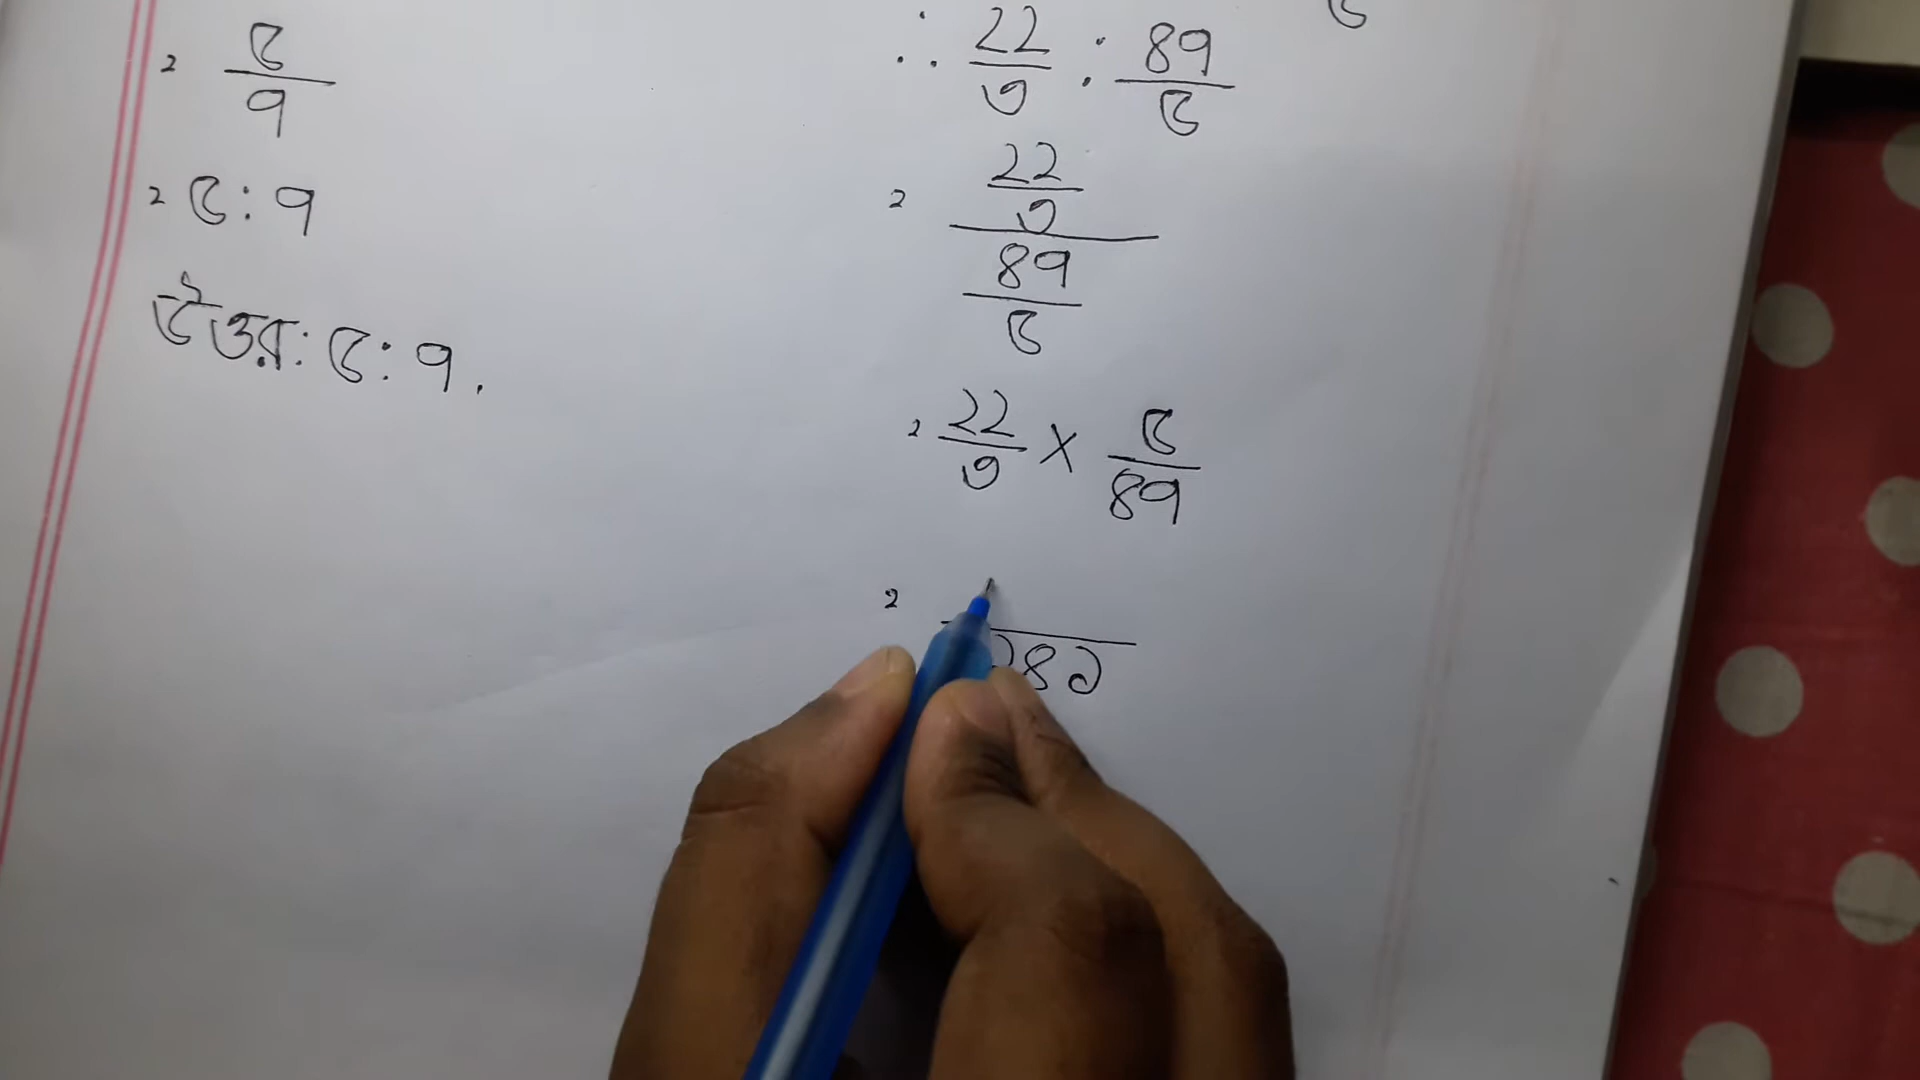 = ৫/৭
= ৫ : ৭
উত্তর : ৫ : ৭.
∴ ২২/৩ : ৪৭/৫
= ২২/৩ / ৪৭/৫
= ২২/৩ × ৫/৪৭
= /১৪১